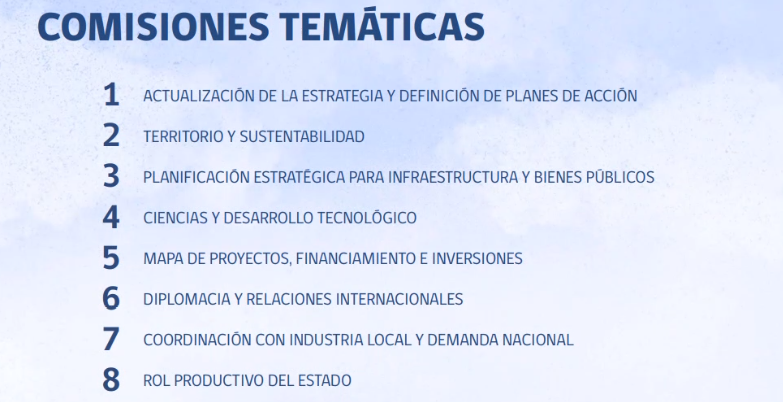 COMISIONES TEMÁTICAS
1 ACTUALIZACIÓN DE LA ESTRATEGIA Y DEFINICIÓN DE PLANES DE ACCIÓN
2 TERRITORIO Y SUSTENTABILIDAD
3 PLANIFICACIÓN ESTRATÉGICA PARA INFRAESTRUCTURA Y BIENES PÚBLICOS
4 CIENCIAS Y DESARROLLO TECNOLÓGICO
5 MAPA DE PROYECTOS, FINANCIAMIENTO E INVERSIONES
6 DIPLOMACIA Y RELACIONES INTERNACIONALES
7 COORDINACIÓN CON INDUSTRIA LOCAL Y DEMANDA NACIONAL
8 ROL PRODUCTIVO DEL ESTADO